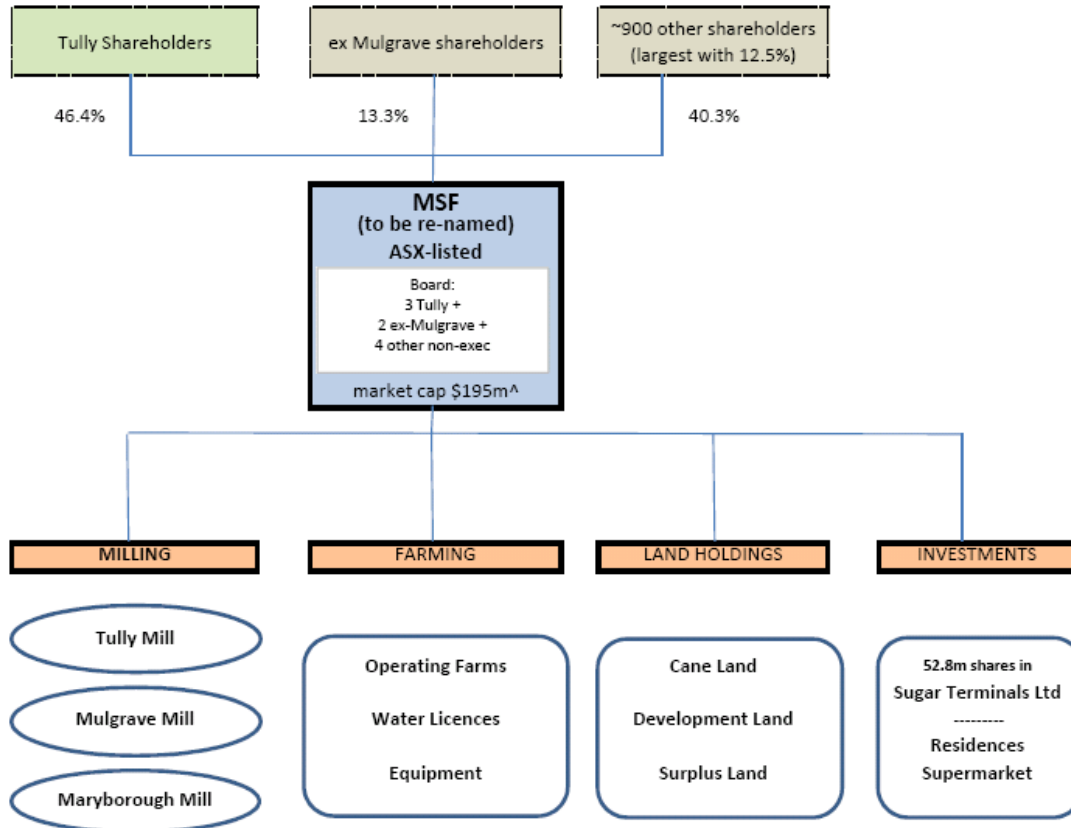 Tully Shareholders
ex Mulgrave shareholders
~900 other shareholders
(largest with 12.5%)
46.4%
13.3%
40.3%
MSF
(to be re-named)
ASX-listed
Board:
3 Tully +
2 ex-Mulgrave +
4 other non-exec
market cap $195m^
MILLING
FARMING
LAND HOLDINGS
INVESTMENTS
Tully Mill
Mulgrave Mill
Maryborough Mill
Operating Farms
Water Licences
Equipment
Cane Land
Development Land
Surplus Land
52.8m shares in
Sugar Terminals Ltd
---------
Residences
Supermarket